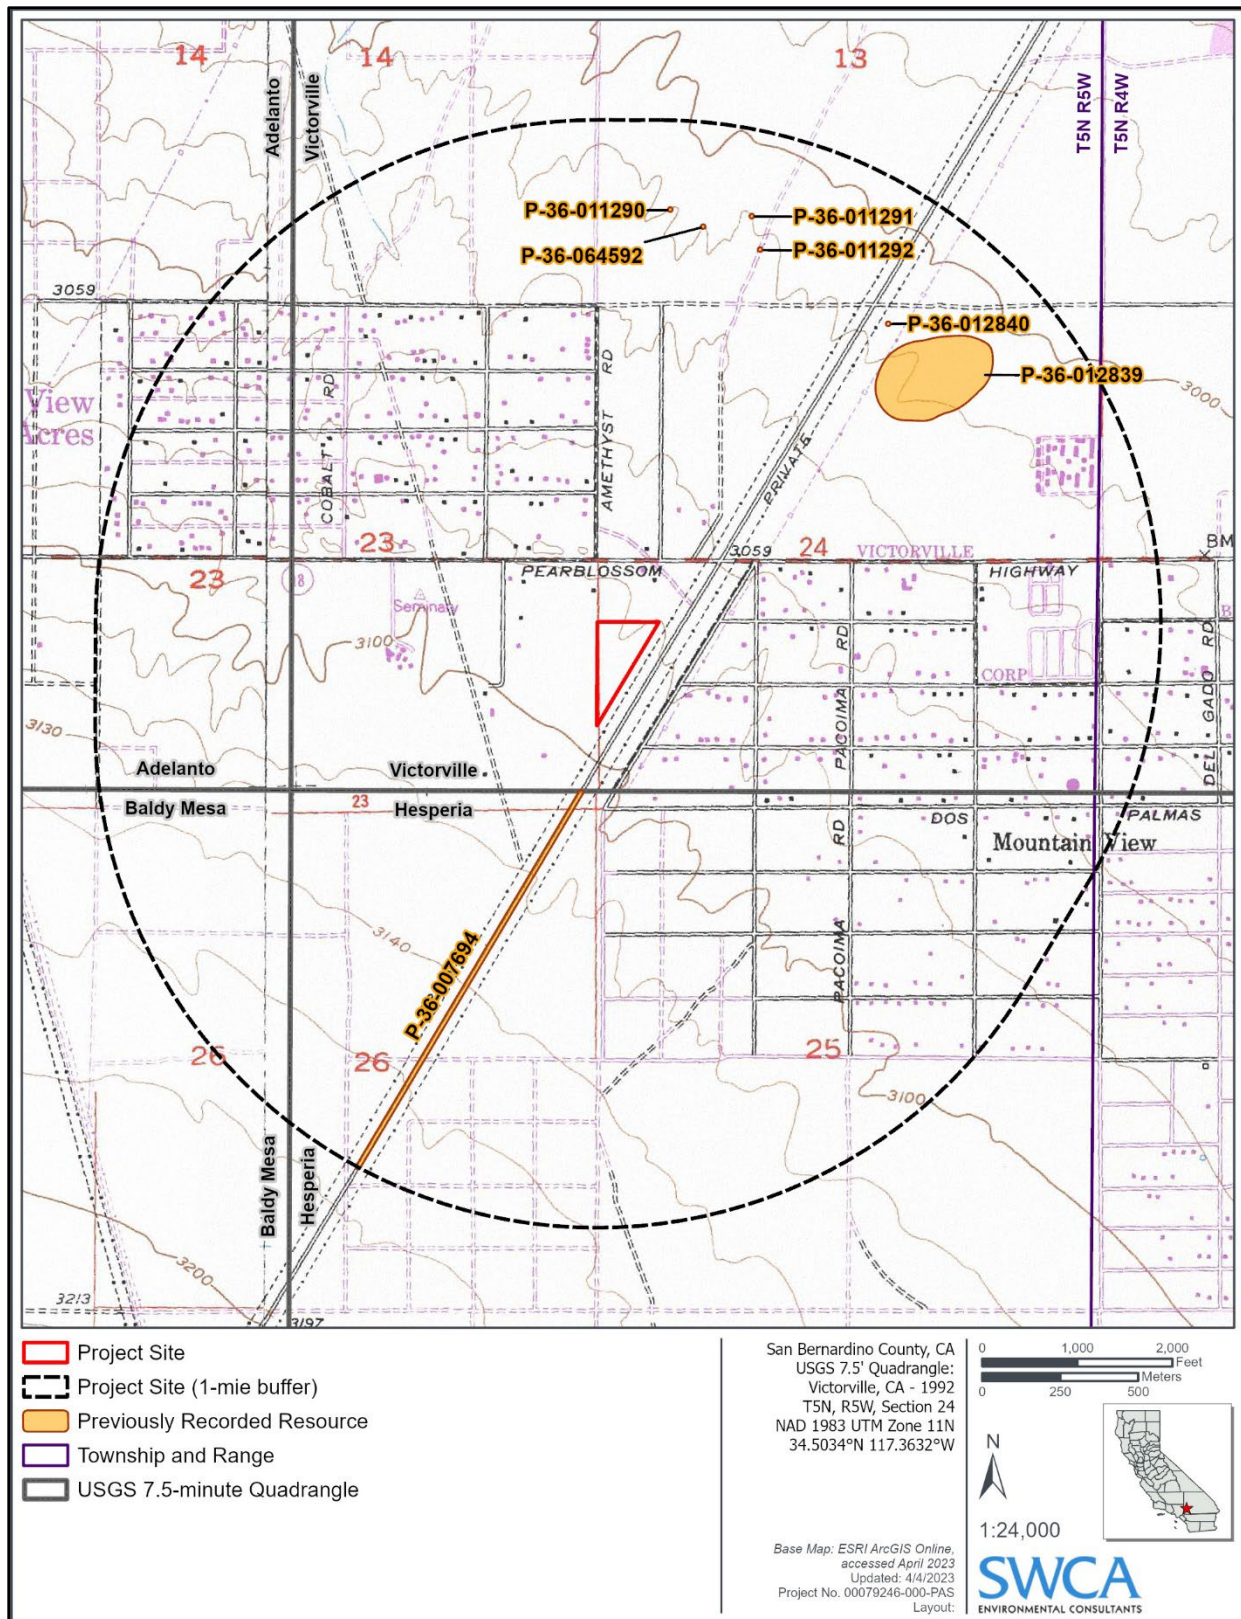 14
14
13
Adelanto
Victorville
T5N R5W
T5N R4W
P-36-011290
P-36-011291
P-36-064592
P-36-011292
3059
P-36-012840
P-36-012839
3000
View
Acres
COBALT
RD
AMETHYST
RD
PRIVATE
23
3059
24
VICTORVILLE
BM
23
18
PEARBLOSSOM
HIGHWAY
Seminary
3100
PACOIMA
RD
CORP
DEL GADO
RD
3130
Adelanto
Victorville
Baldy Mesa
23
Hesperia
PACOIMA
RD
DOS
PALMAS
Mountain View
3140
P-36-007694
26
26
25
3100
Baldy Mesa
Hesperia
3200
3213
3197
Project Site
Project Site (1-mie buffer)
Previously Recorded Resource
Township and Range
USGS 7.5-minute Quadrangle
San Bernardino County, CA
USGS 7.5' Quadrangle:
Victorville, CA - 1992
T5N, R5W, Section 24
NAD 1983 UTM Zone 11N
34.5034°N 117.3632°W
Base Map: ESRI ArcGIS Online,
accessed April 2023
Updated: 4/4/2023
Project No. 00079246-000-PAS
Layout:
0 1,000 2,000
Feet
Meters
0 250 500
N
1:24,000
SWCA
ENVIRONMENTAL CONSULTANTS